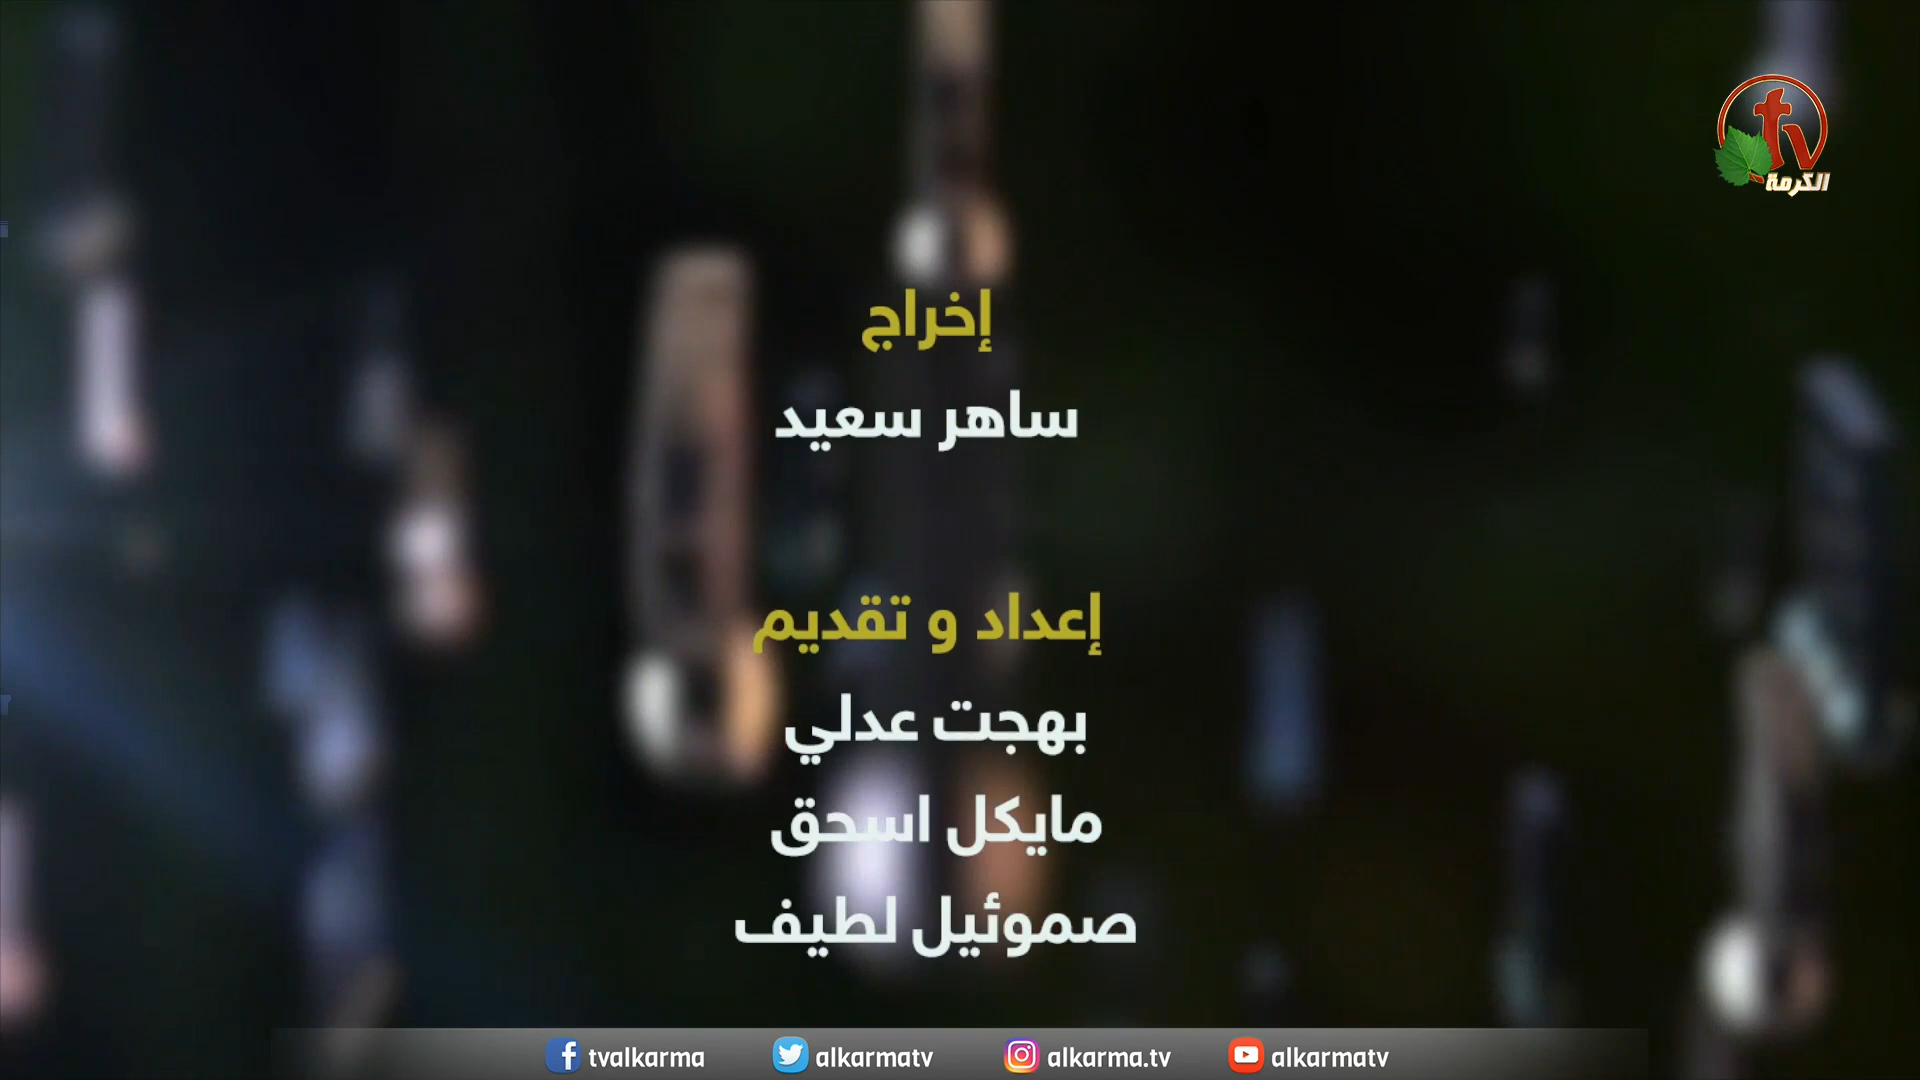 tv
الكرمة
إخراج
ساهر سعيد
إعداد و تقديم
بهجت عدلي
مايكل اسحق
صموئيل لطيف
tvalkarma alkarmatv alkarma.tv alkarmatv